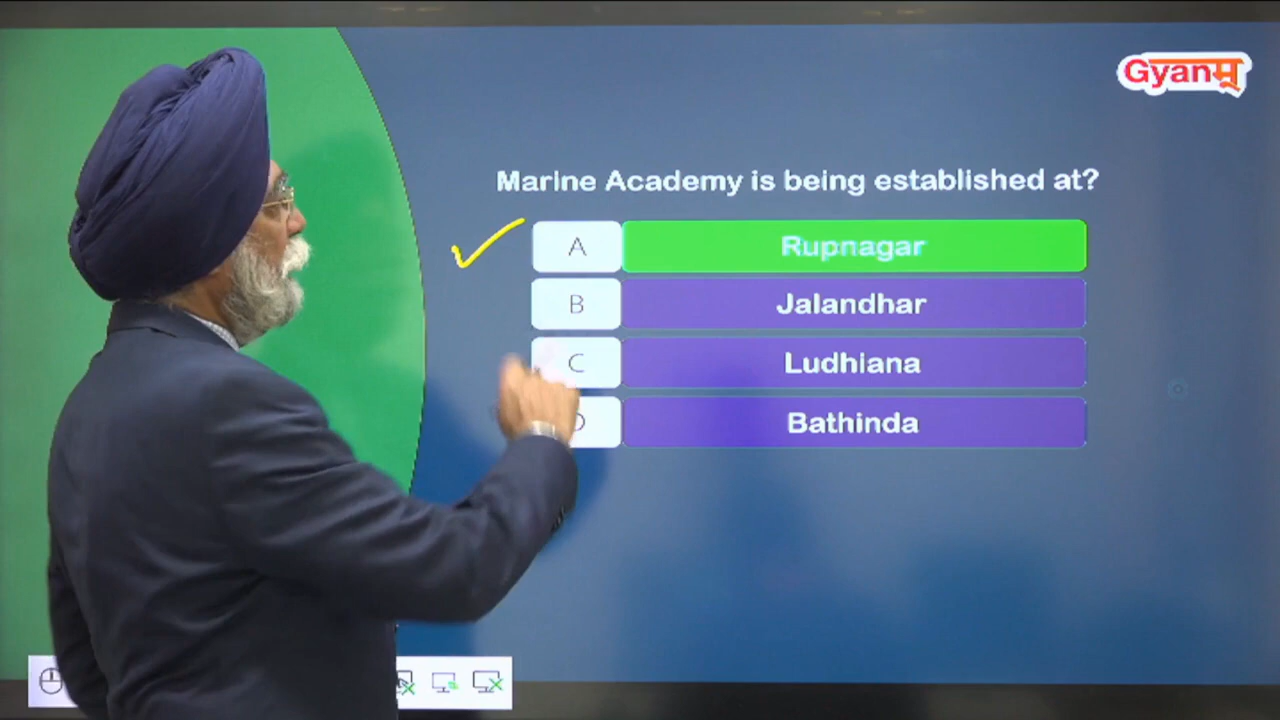 Gyanम्
Marine Academy is being established at?
A Rupnagar
B Jalandhar
C Ludhiana
Bathinda